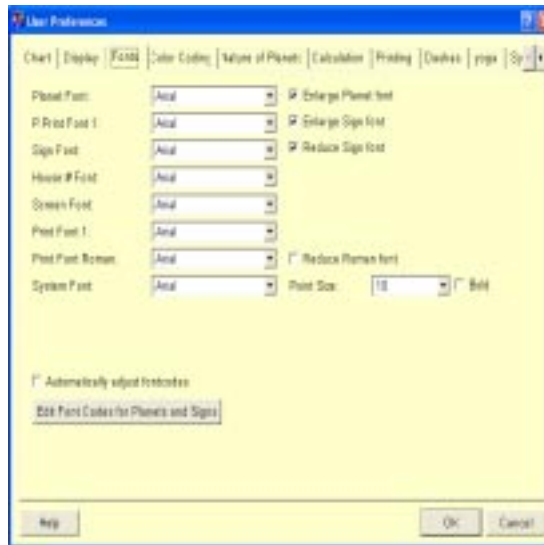 User Preferences
Chart Display Fonts Color Coding Nature of Planets Calculation Printing Dashas yoga Sy
Planet Font: Arial Enlarge Planet font
P.Print Font 1: Arial Enlarge Sign font
Sign Font: Arial Reduce Sign font
House # Font: Arial
Screen Font: Arial
Print Font 1: Arial
Print Font Roman: Arial Reduce Roman font
System Font: Arial Point Size: 10 Bold
Automatically adjust fontcodes
Edit Font Codes for Planets and Signs
Help OK Cancel